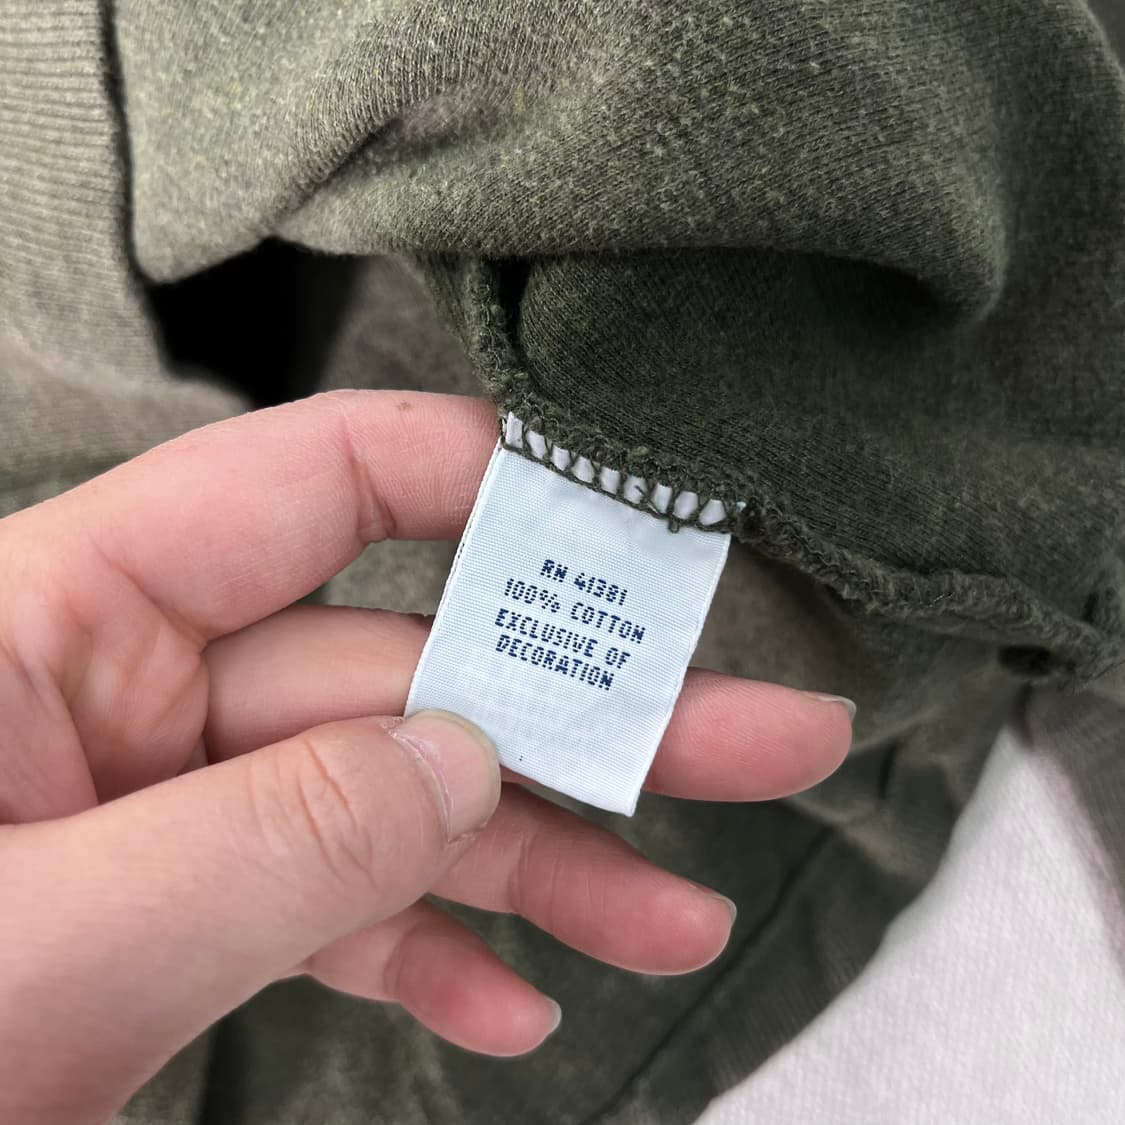 RN 41381
100% COTTON
EXCLUSIVE OF
DECORATION